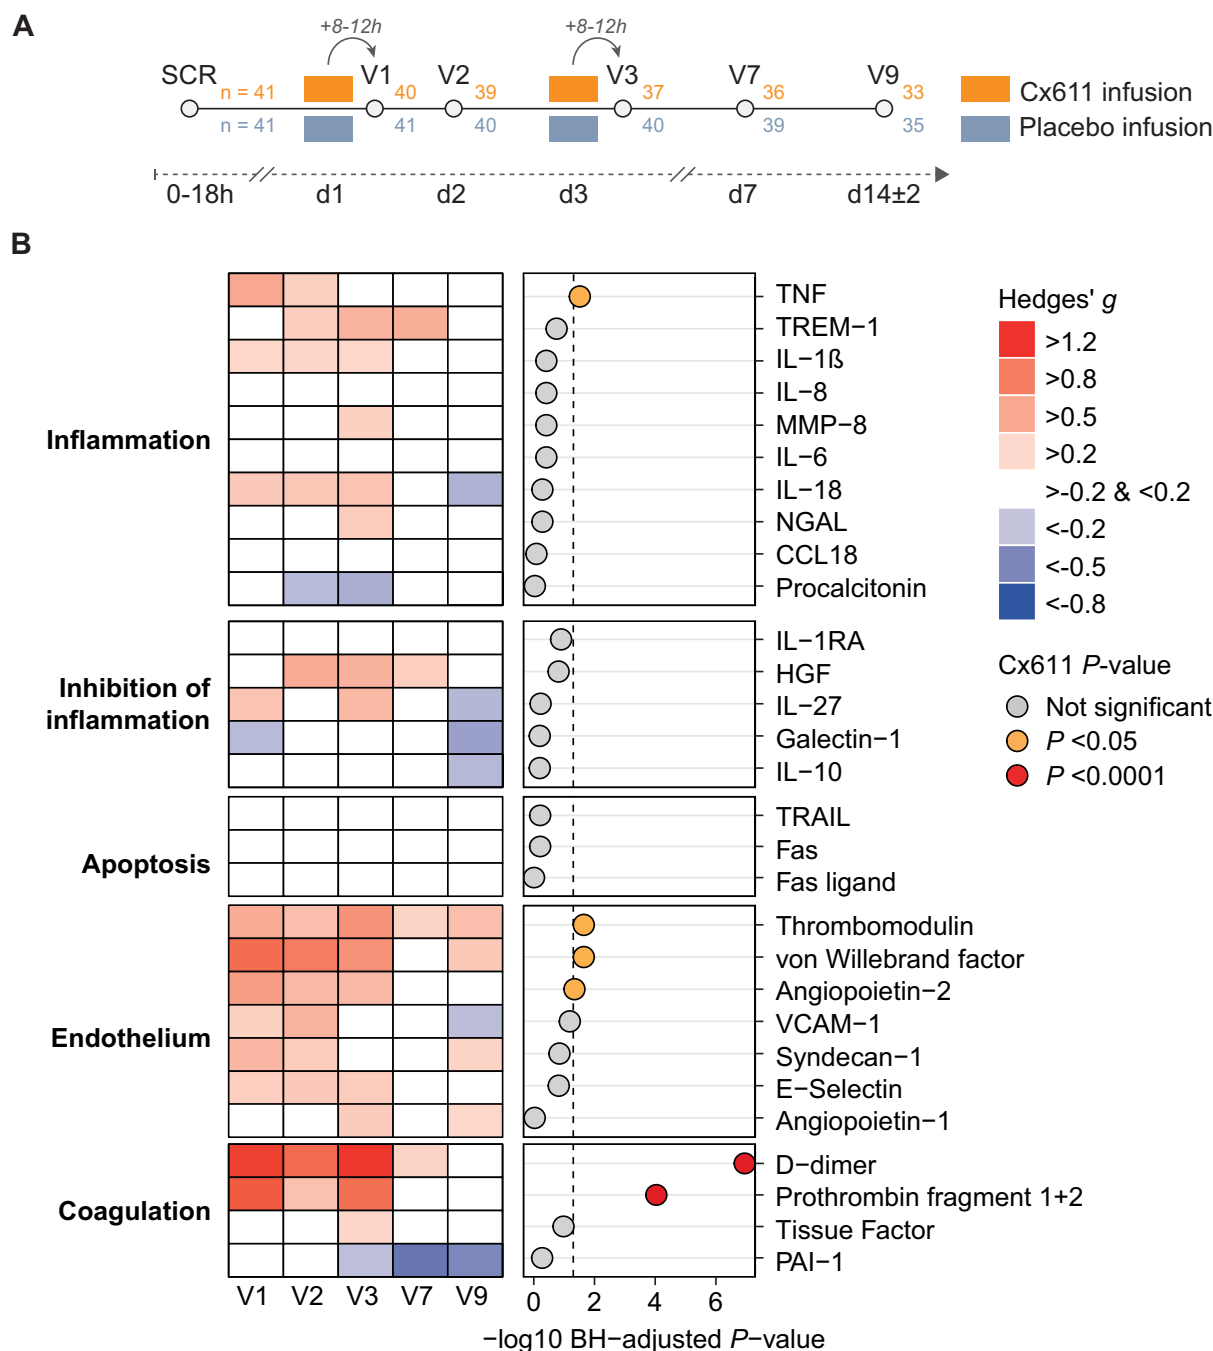 A
+8-12h
+8-12h
SCR
V1
V2
V3
V7
V9
n = 41
40
39
37
36
33
n = 41
41
40
40
39
35
Cx611 infusion
Placebo infusion
0-18h
d1
d2
d3
d7
d14±2
B
Inflammation
TNF
TREM−1
IL−1ß
IL−8
MMP−8
IL−6
IL−18
NGAL
CCL18
Procalcitonin
Inhibition of
inflammation
IL−1RA
HGF
IL−27
Galectin−1
IL−10
Apoptosis
TRAIL
Fas
Fas ligand
Endothelium
Thrombomodulin
von Willebrand factor
Angiopoietin−2
VCAM−1
Syndecan−1
E−Selectin
Angiopoietin−1
Coagulation
D−dimer
Prothrombin fragment 1+2
Tissue Factor
PAI−1
V1
V2
V3
V7
V9
0
2
4
6
−log10 BH−adjusted P−value
Hedges' g
>1.2
>0.8
>0.5
>0.2
>-0.2 & <0.2
<-0.2
<-0.5
<-0.8
Cx611 P-value
Not significant
P <0.05
P <0.0001